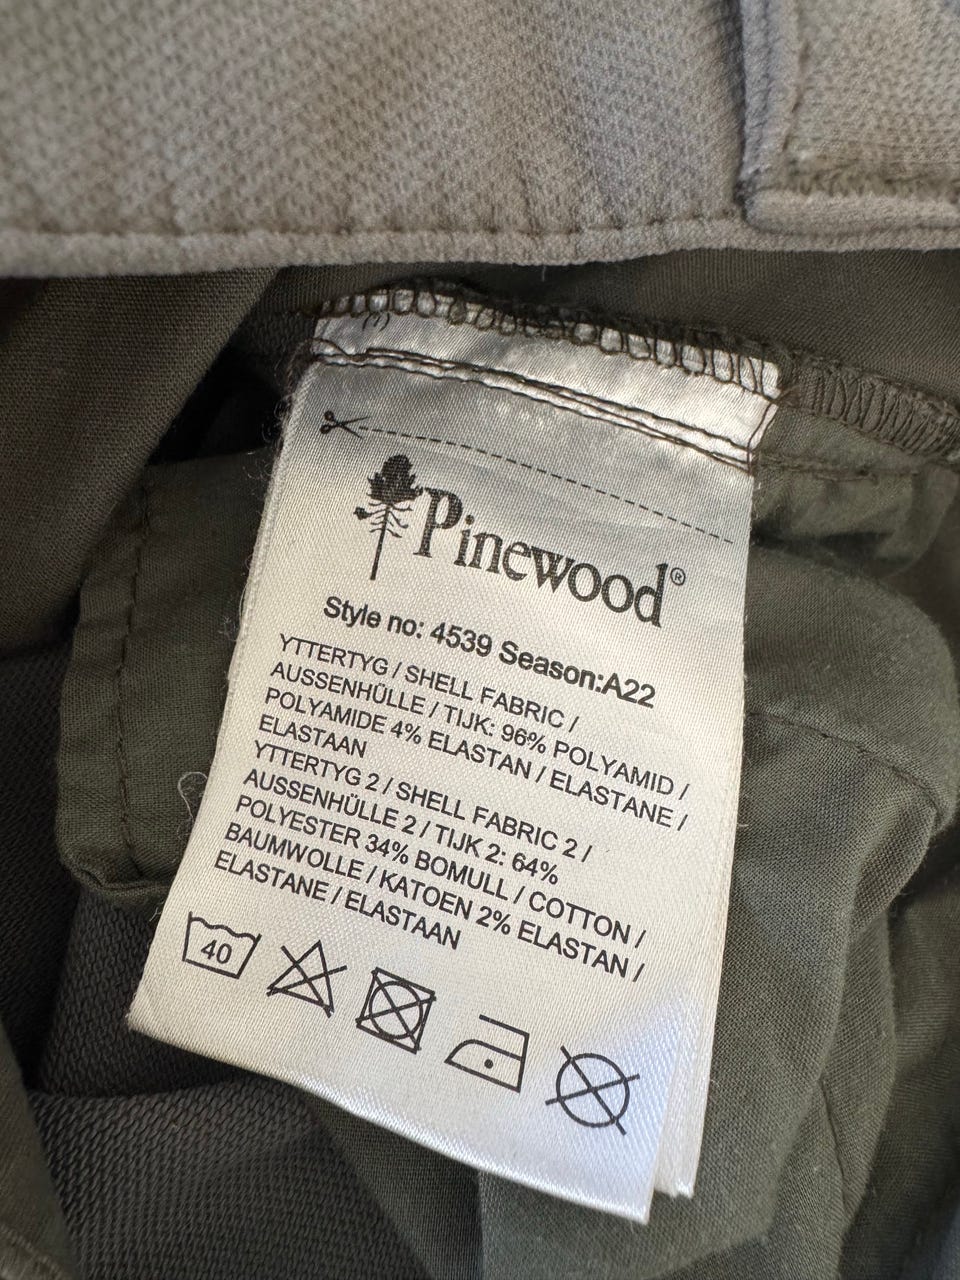 Pinewood®
Style no: 4539 Season:A22
YTTERTYG / SHELL FABRIC /
AUSSENHÜLLE / TIJK: 96% POLYAMID /
POLYAMIDE 4% ELASTAN / ELASTANE /
ELASTAAN
YTTERTYG 2 / SHELL FABRIC 2 /
AUSSENHÜLLE 2 / TIJK 2: 64%
POLYESTER 34% BOMULL / COTTON /
BAUMWOLLE / KATOEN 2% ELASTAN /
ELASTANE / ELASTAAN
40